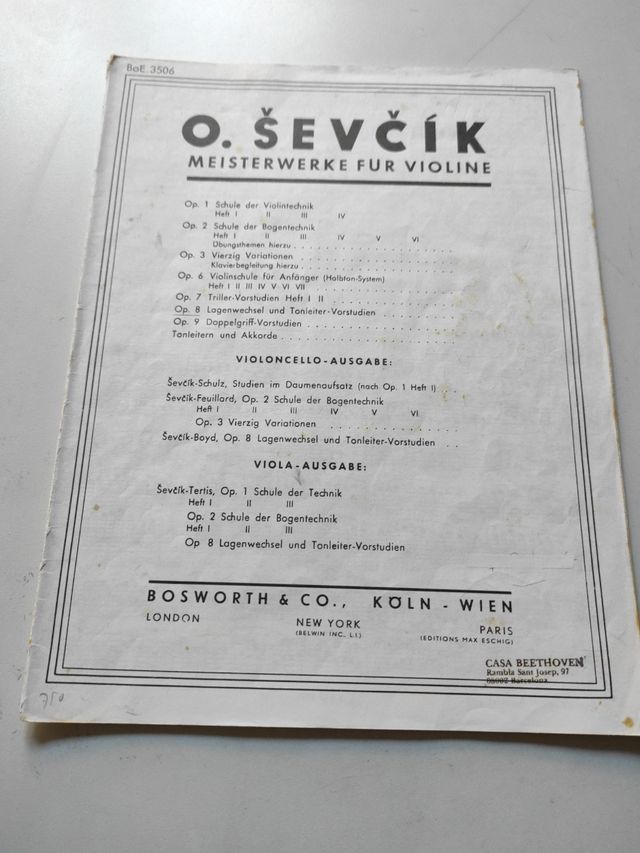 BoE 3506
O. ŠEVČÍK
MEISTERWERKE FÜR VIOLINE
Op. 1 Schule der Violintechnik
Heft I II III IV
Op. 2 Schule der Bogentechnik
Heft I II III IV V VI
Übungsthemen hierzu
Op. 3 Vierzig Variationen
Klavierbegleitung hierzu
Op. 6 Violinschule für Anfänger (Halbton-System)
Heft I II III IV V VI VII
Op. 7 Triller-Vorstudien Heft I II
Op. 8 Lagenwechsel und Tonleiter-Vorstudien
Op. 9 Doppelgriff-Vorstudien
Tonleitern und Akkorde
VIOLONCELLO-AUSGABE:
Ševčík-Schulz, Studien im Daumenaufsatz (nach Op. 1 Heft I)
Ševčík-Feuillard, Op. 2 Schule der Bogentechnik
Heft I II III IV V VI
Op. 3 Vierzig Variationen
Ševčík-Boyd, Op. 8 Lagenwechsel und Tonleiter-Vorstudien
VIOLA-AUSGABE:
Ševčík-Tertis, Op. 1 Schule der Technik
Heft I II III
Op. 2 Schule der Bogentechnik
Heft I II III
Op 8 Lagenwechsel und Tonleiter-Vorstudien
BOSWORTH & CO., KÖLN - WIEN
LONDON NEW YORK PARIS
(BELWIN INC., L.I.) (EDITIONS MAX ESCHIG)
CASA BEETHOVEN
Rambla Sant Josep, 97
08002 Barcelona
750